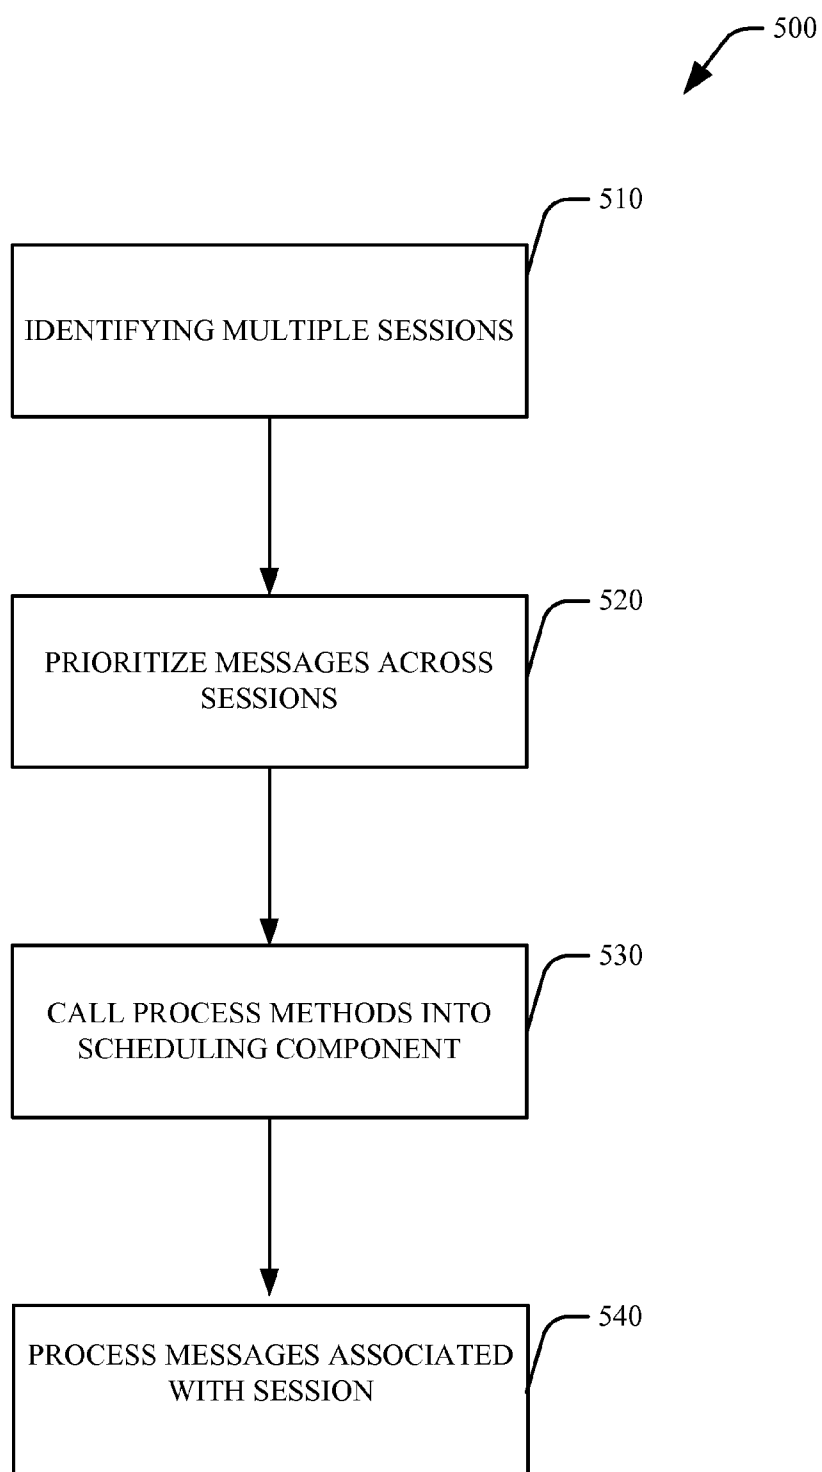 500
510
IDENTIFYING MULTIPLE SESSIONS
520
PRIORITIZE MESSAGES ACROSS
SESSIONS
530
CALL PROCESS METHODS INTO
SCHEDULING COMPONENT
540
PROCESS MESSAGES ASSOCIATED
WITH SESSION